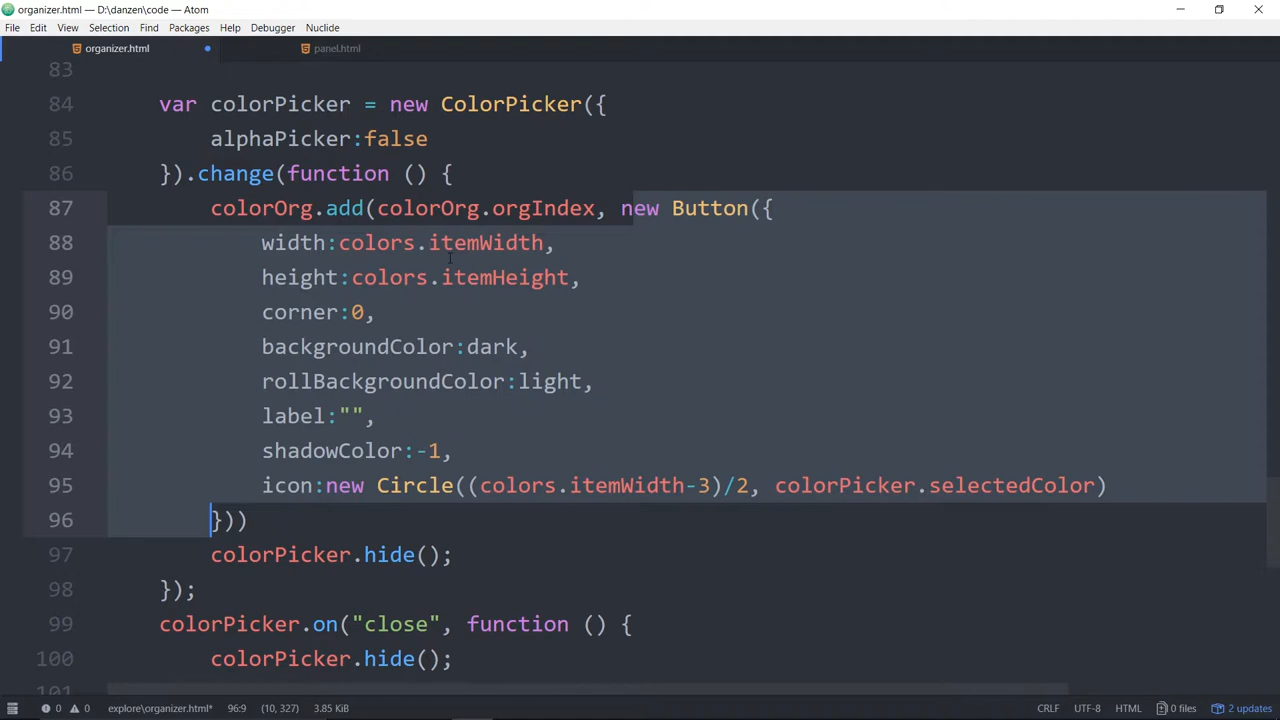 organizer.html — D:\danzen\code — Atom
File Edit View Selection Find Packages Help Debugger Nuclide
organizer.html panel.html
83
84 var colorPicker = new ColorPicker({
85 alphaPicker:false
86 }).change(function () {
87 colorOrg.add(colorOrg.orgIndex, new Button({
88 width:colors.itemWidth,
89 height:colors.itemHeight,
90 corner:0,
91 backgroundColor:dark,
92 rollBackgroundColor:light,
93 label:"",
94 shadowColor:-1,
95 icon:new Circle((colors.itemWidth-3)/2, colorPicker.selectedColor)
96 }))
97 colorPicker.hide();
98 });
99 colorPicker.on("close", function () {
100 colorPicker.hide();
101
0 0 explore\organizer.html* 96:9 (10, 327) 3.85 KiB CRLF UTF-8 HTML 0 files 2 updates